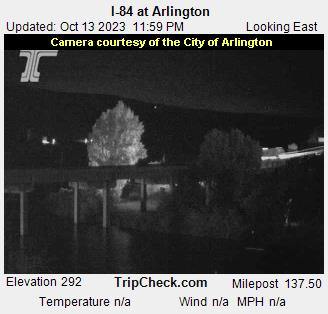 I-84 at Arlington
Updated: Oct 13 2023 11:59 PM Looking East
Camera courtesy of the City of Arlington
Elevation 292 TripCheck.com Milepost 137.50
Temperature n/a Wind n/a MPH n/a